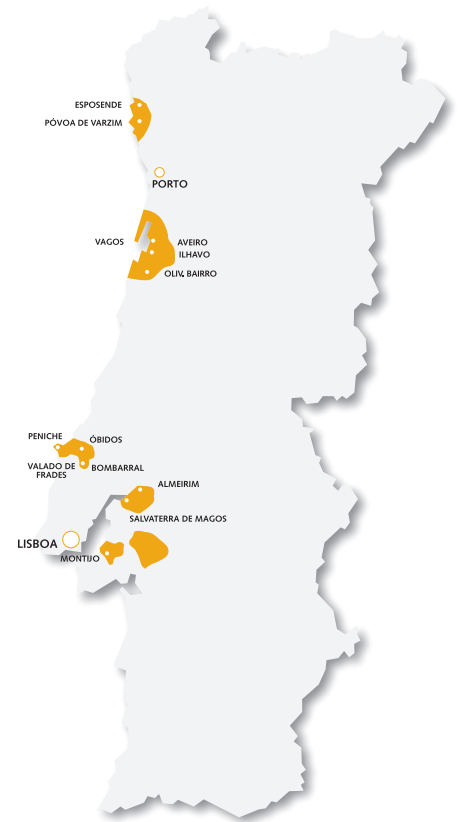 ESPOSENDE
PÓVOA DE VARZIM
PORTO
VAGOS
AVEIRO
ILHAVO
OLIV. BAIRRO
PENICHE
ÓBIDOS
VALADO DE
FRADES
BOMBARRAL
ALMEIRIM
SALVATERRA DE MAGOS
LISBOA
MONTIJO